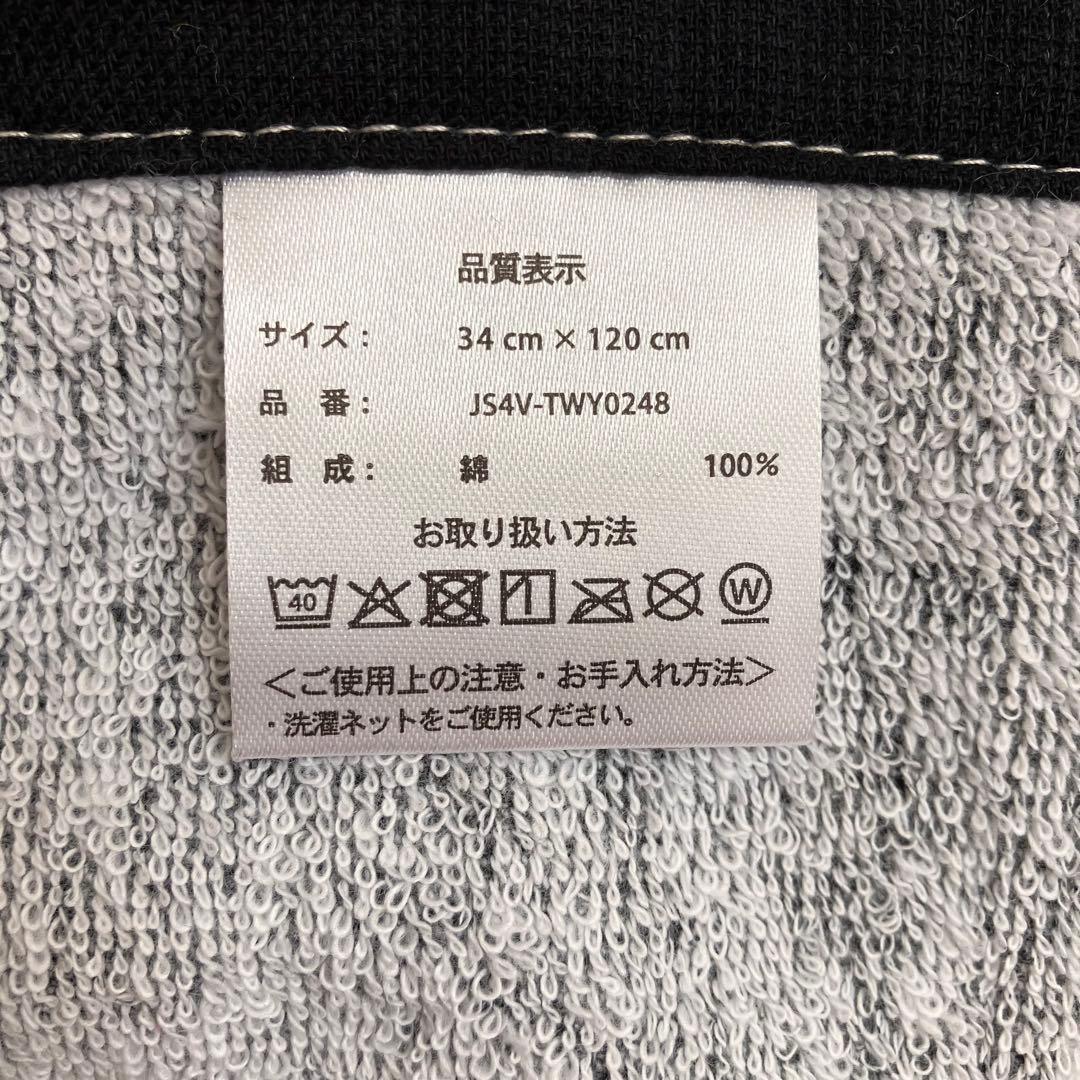 品質表示
サイズ： 34 cm × 120 cm
品　番： JS4V-TWY0248
組　成： 綿 100%
お取り扱い方法
40 W
＜ご使用上の注意・お手入れ方法＞
・洗濯ネットをご使用ください。